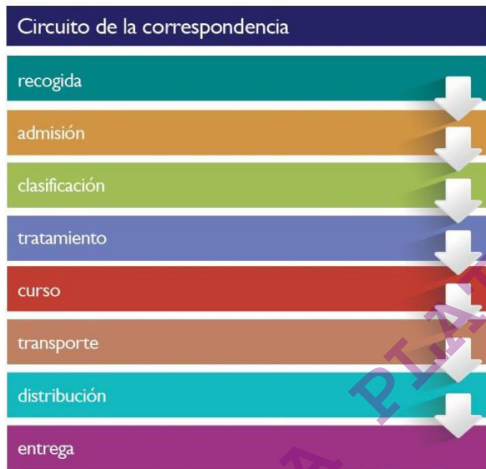 Circuito de la correspondencia
recogida
admisión
clasificación
tratamiento
curso
transporte
distribución
entrega